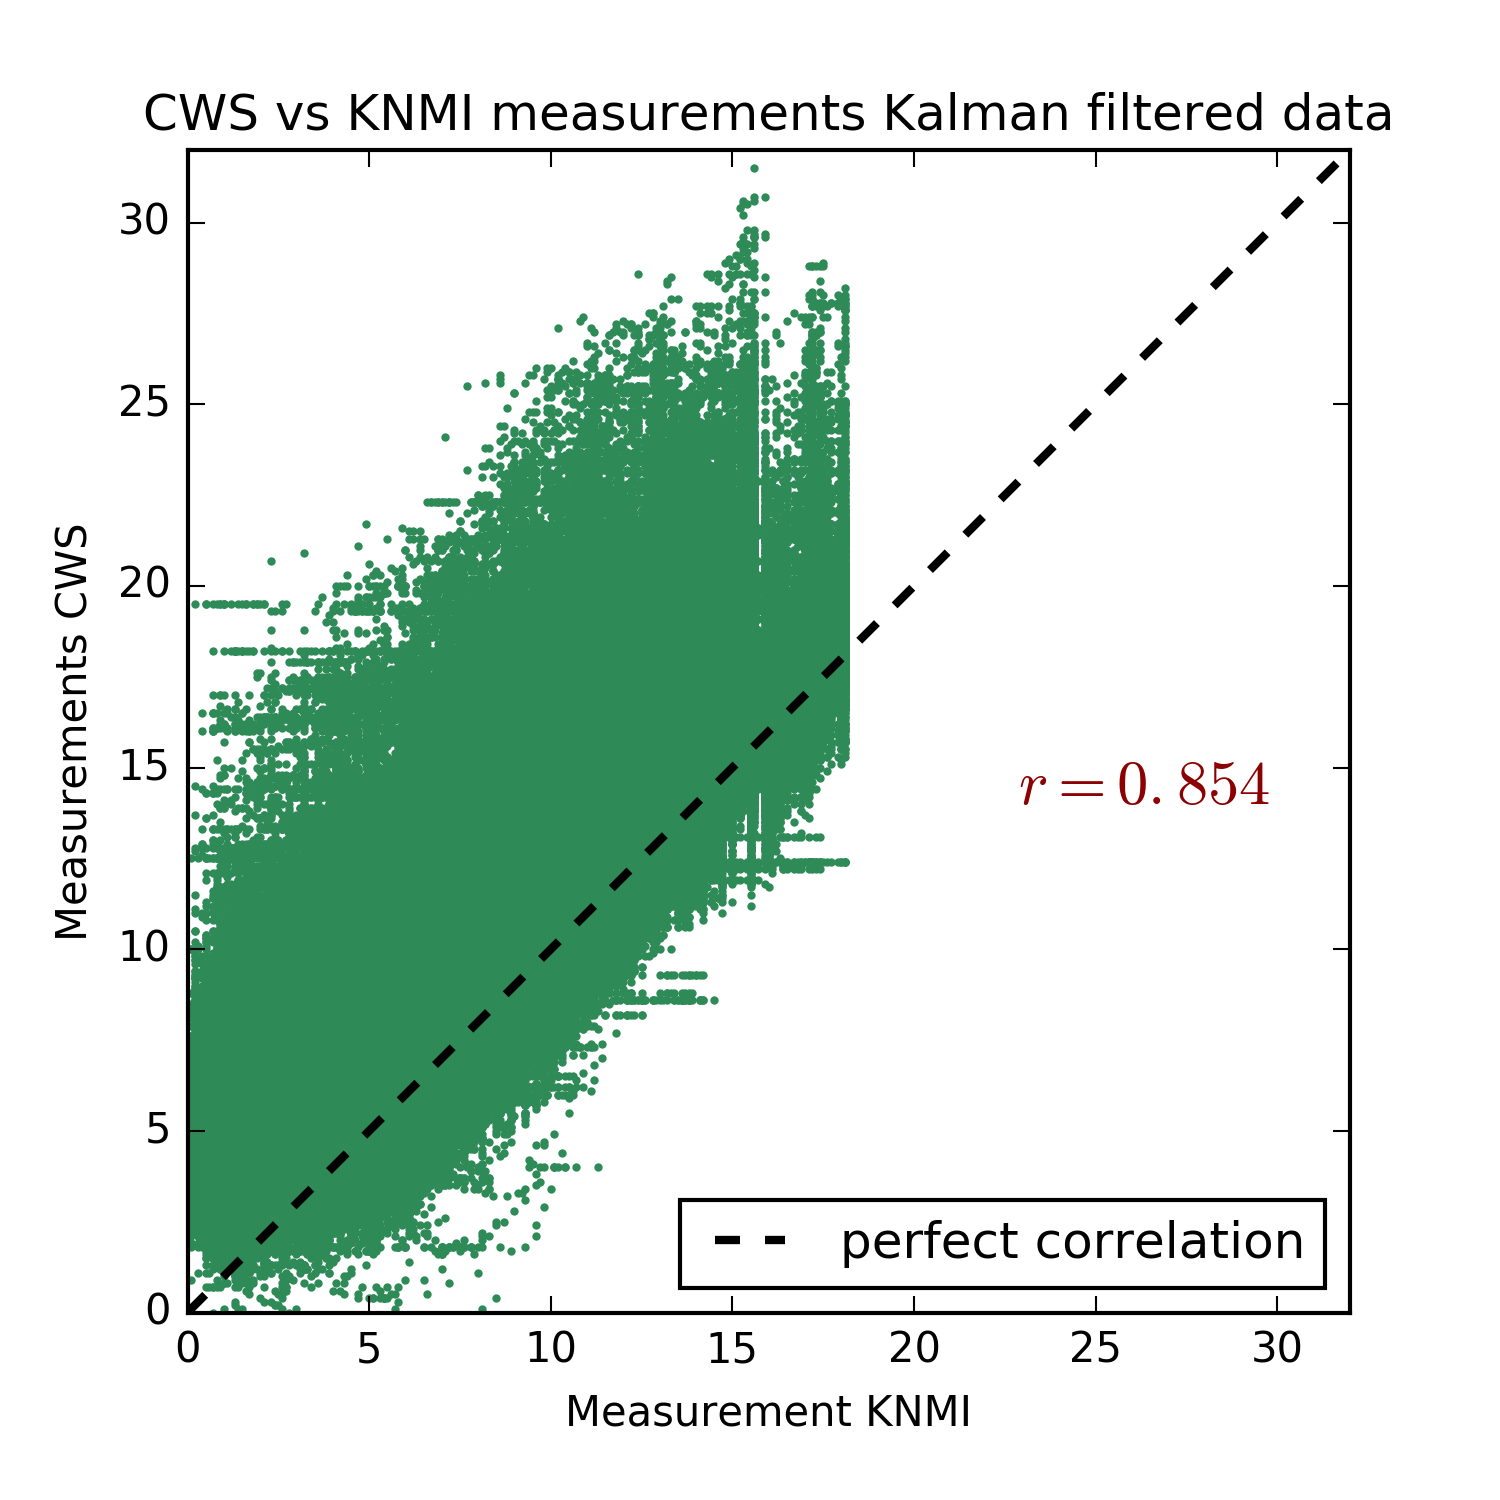 CWS vs KNMI measurements Kalman filtered data
30
25
20
15
10
5
0
Measurements CWS
r = 0.854
perfect correlation
0 5 10 15 20 25 30
Measurement KNMI